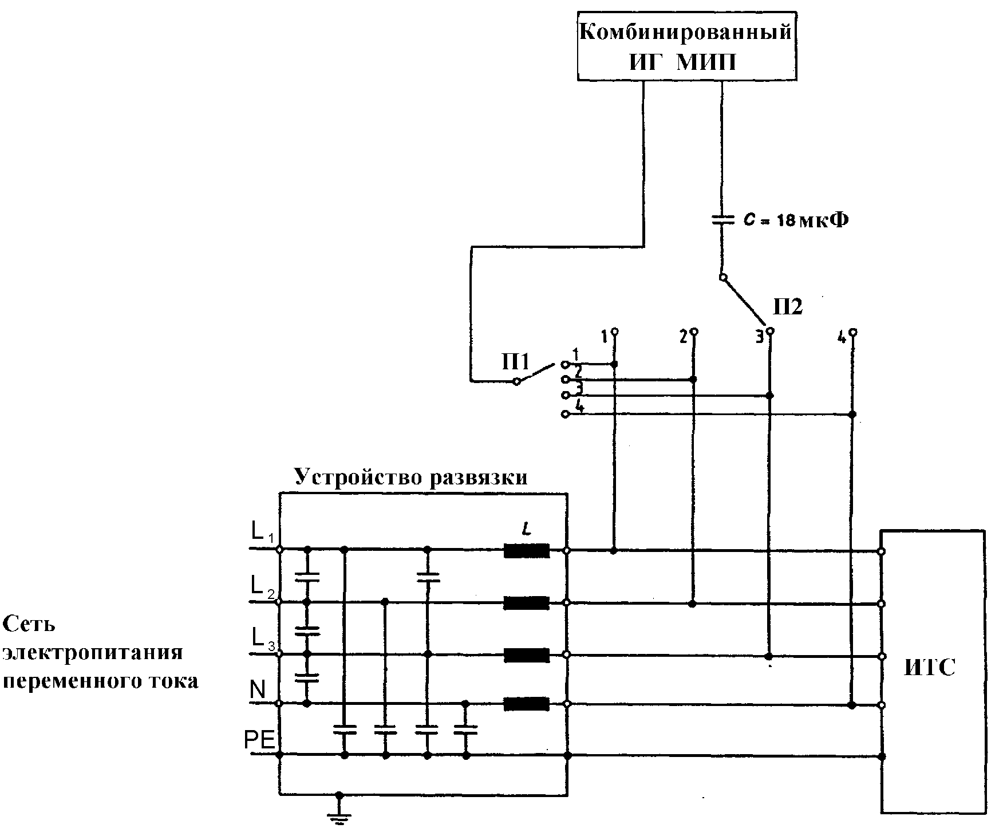 Комбинированный
ИГ МИП
C = 18 мкФ
П2
1 2 3 4
П1
1
2
3
4
Устройство развязки
L
L1
L2
L3
N
PE
Сеть
электропитания
переменного тока
ИТС